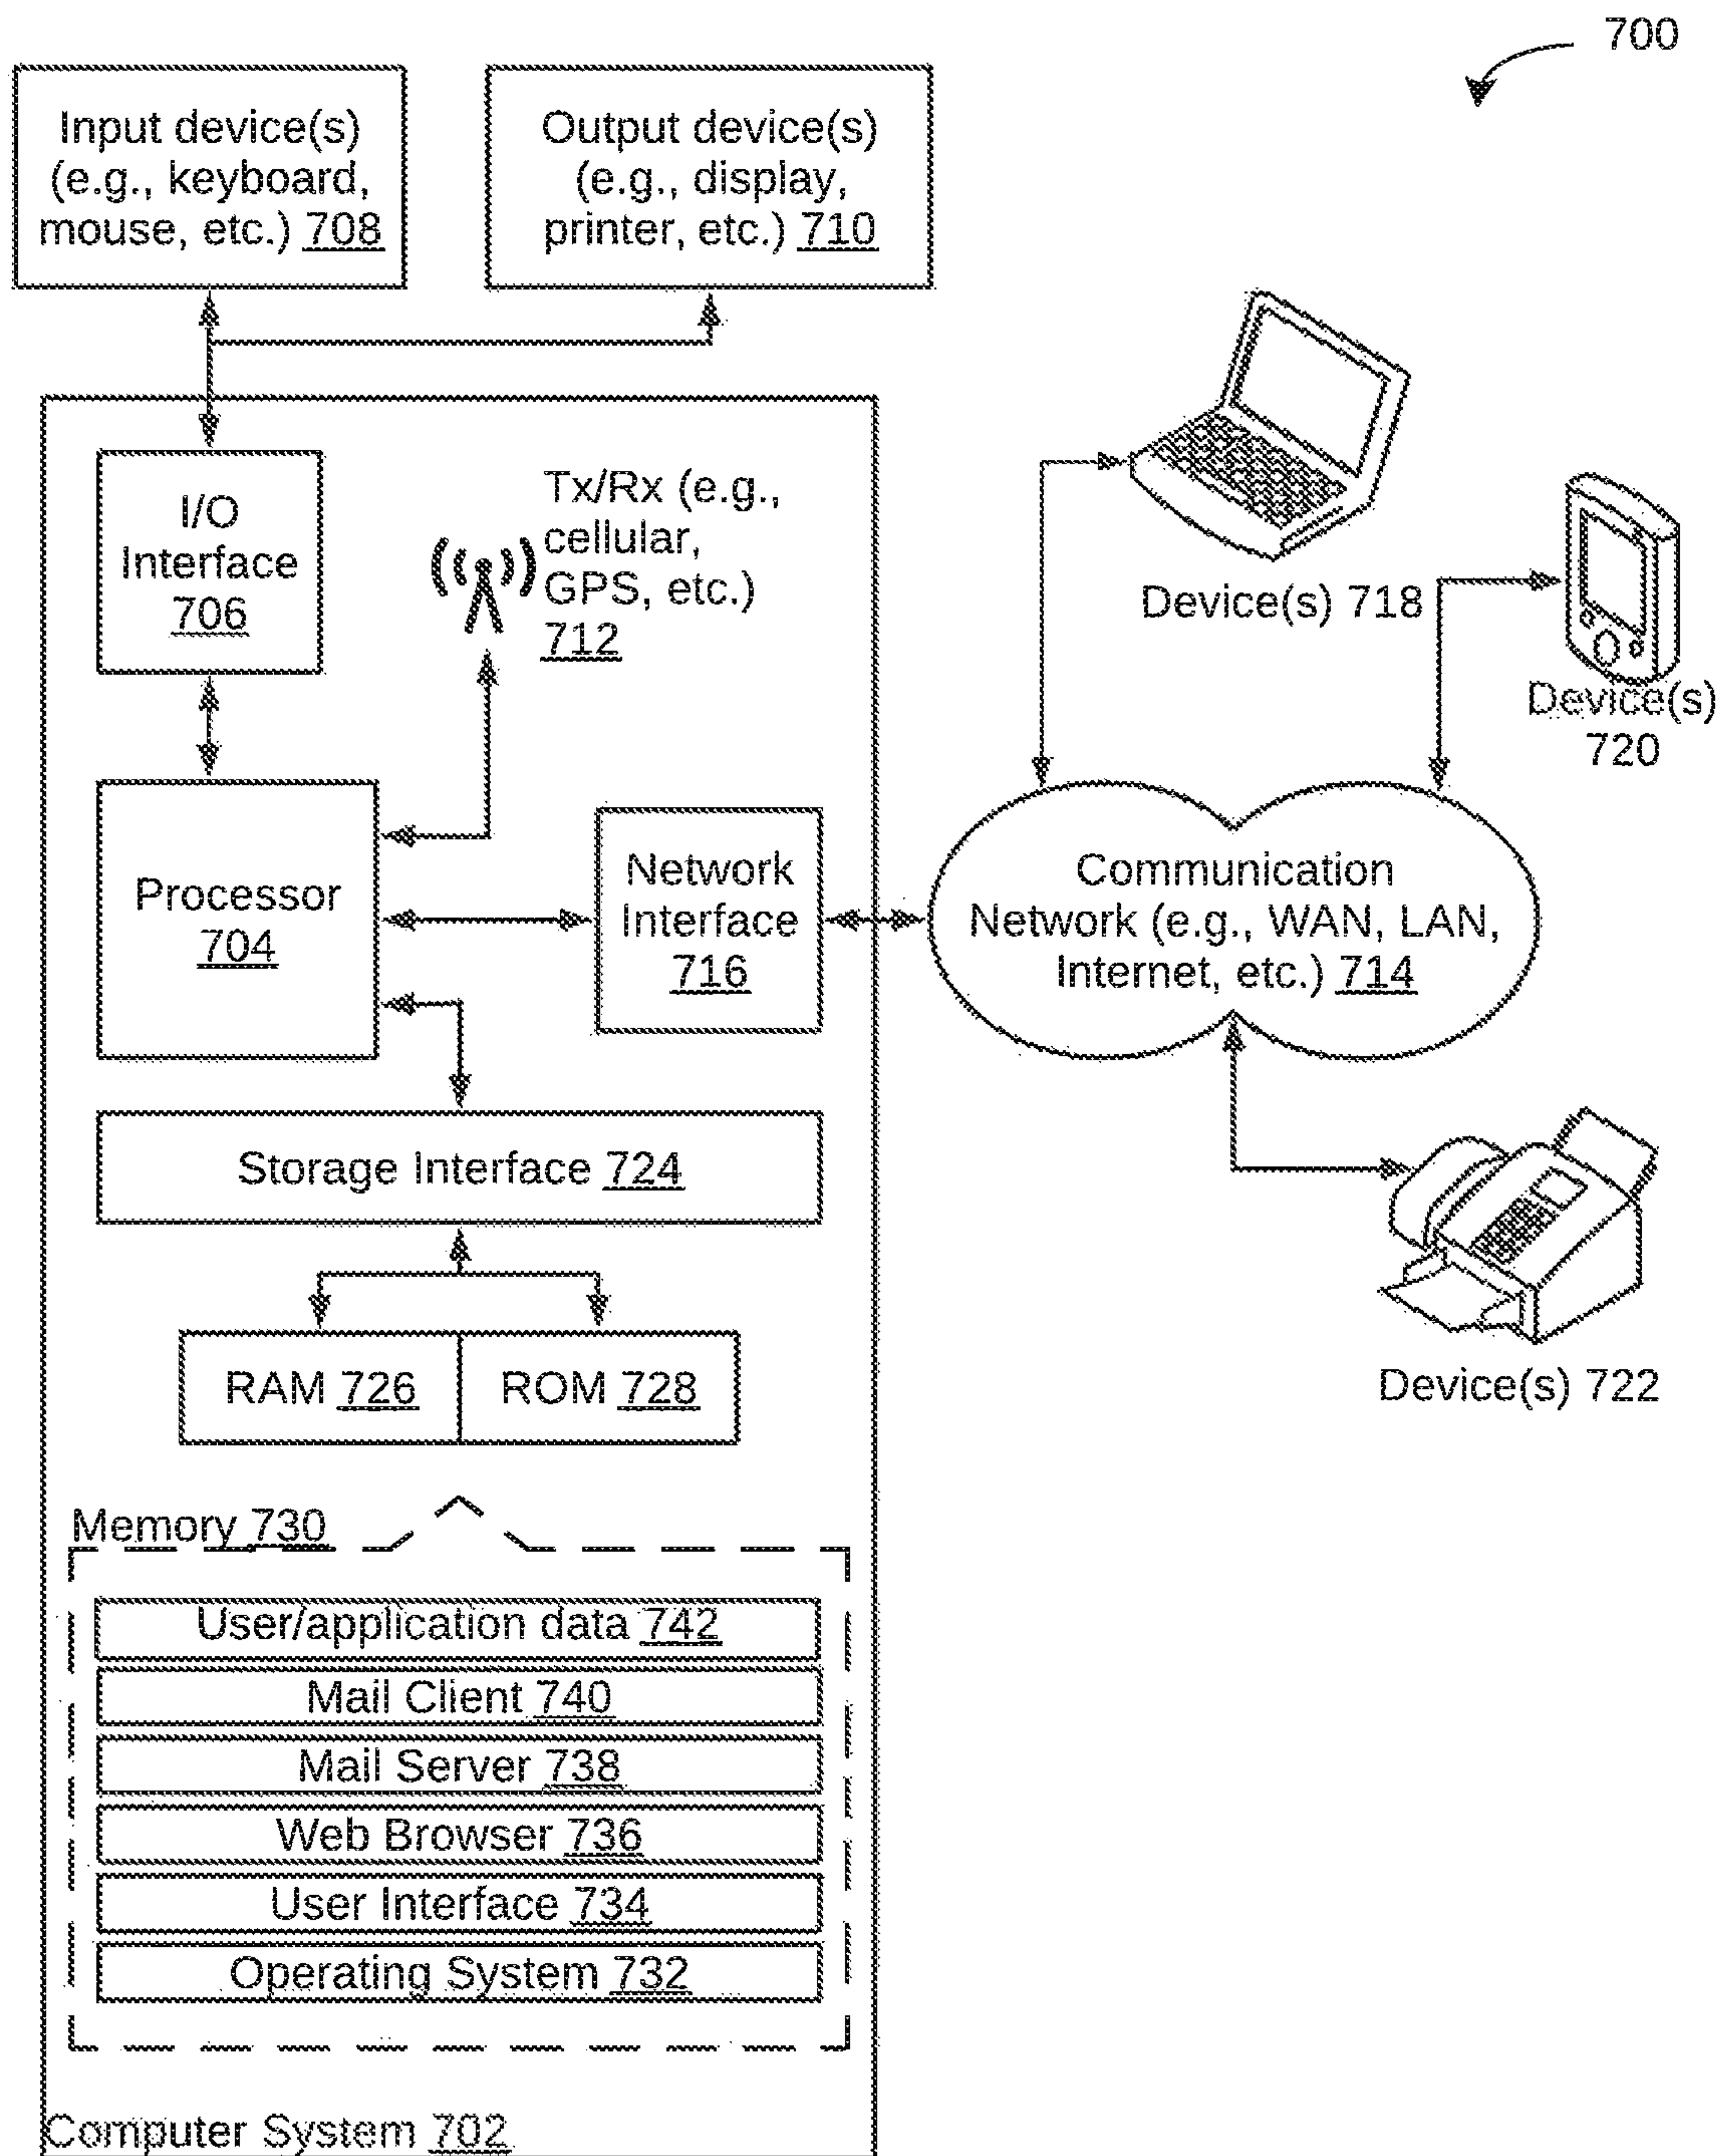 700
Input device(s)
(e.g., keyboard,
mouse, etc.) 708
Output device(s)
(e.g., display,
printer, etc.) 710
I/O
Interface
706
Tx/Rx (e.g.,
cellular,
GPS, etc.)
712
Device(s) 718
Device(s)
720
Processor
704
Network
Interface
716
Communication
Network (e.g., WAN, LAN,
Internet, etc.) 714
Storage Interface 724
RAM 726
ROM 728
Device(s) 722
Memory 730
User/application data 742
Mail Client 740
Mail Server 738
Web Browser 736
User Interface 734
Operating System 732
Computer System 702